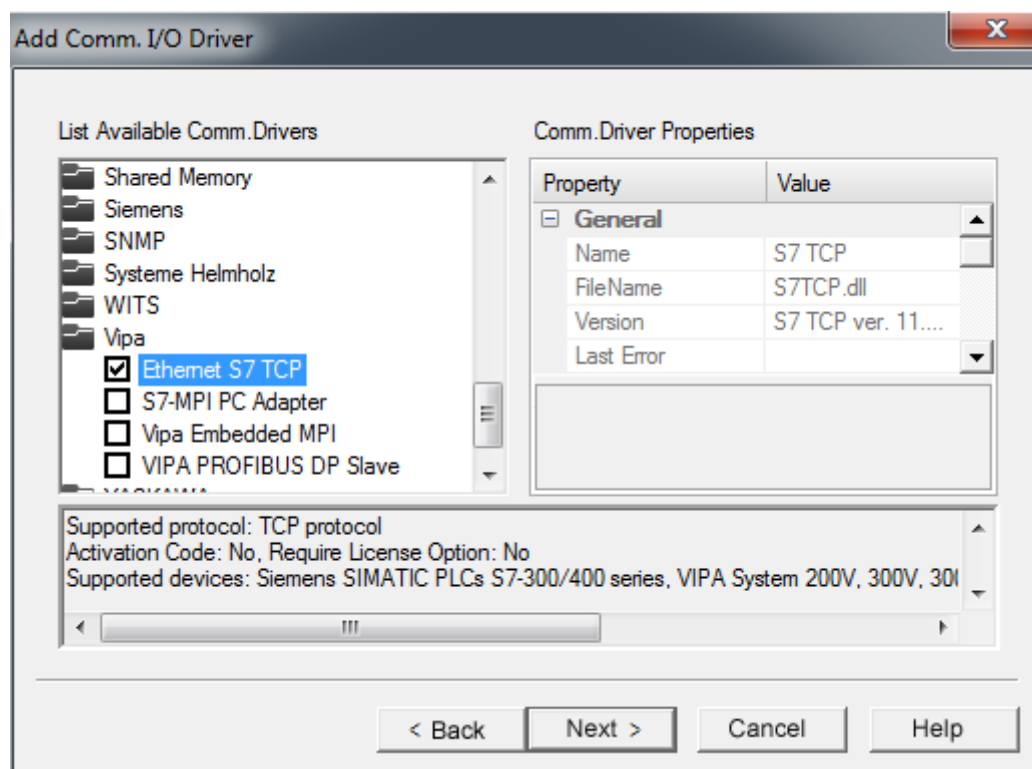 Add Comm. I/O Driver
List Available Comm.Drivers
Shared Memory
Siemens
SNMP
Systeme Helmholz
WITS
Vipa
Ethernet S7 TCP
S7-MPI PC Adapter
Vipa Embedded MPI
VIPA PROFIBUS DP Slave
Comm.Driver Properties
Property Value
General
Name S7 TCP
FileName S7TCP.dll
Version S7 TCP ver. 11....
Last Error
Supported protocol: TCP protocol
Activation Code: No, Require License Option: No
Supported devices: Siemens SIMATIC PLCs S7-300/400 series, VIPA System 200V, 300V,
< Back
Next >
Cancel
Help